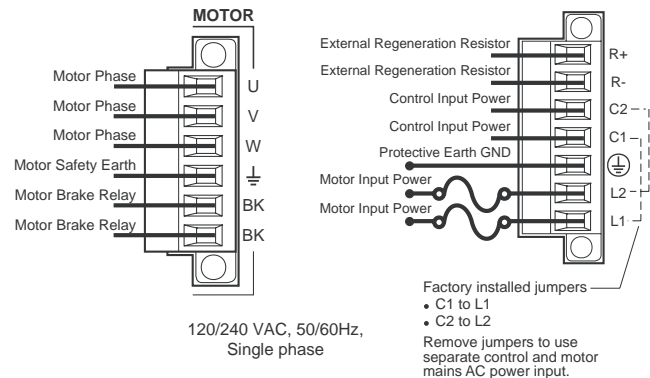 MOTOR
Motor Phase
U
Motor Phase
V
Motor Phase
W
Motor Safety Earth
Motor Brake Relay
BK
Motor Brake Relay
BK
120/240 VAC, 50/60Hz,
Single phase
External Regeneration Resistor
R+
External Regeneration Resistor
R-
Control Input Power
C2
Control Input Power
C1
Protective Earth GND
Motor Input Power
L2
Motor Input Power
L1
Factory installed jumpers
• C1 to L1
• C2 to L2
Remove jumpers to use
separate control and motor
mains AC power input.